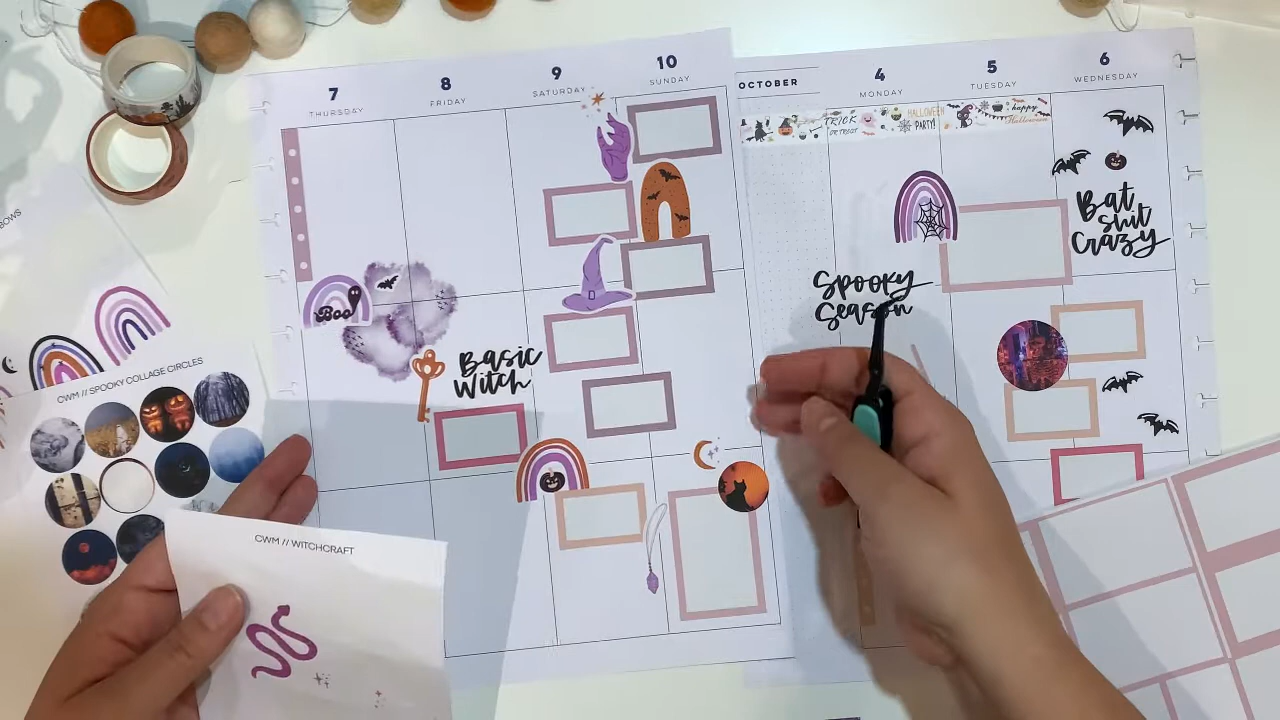 7
THURSDAY
8
FRIDAY
9
SATURDAY
10
SUNDAY
Boo
Basic
Witch
OCTOBER
4
MONDAY
5
TUESDAY
6
WEDNESDAY
TRICK
OR TREAT
HALLOWEEN
PARTY!
happy
Halloween
Bat
shit
Crazy
Spooky
Season
BOWS
CWM // SPOOKY COLLAGE CIRCLES
CWM // WITCHCRAFT